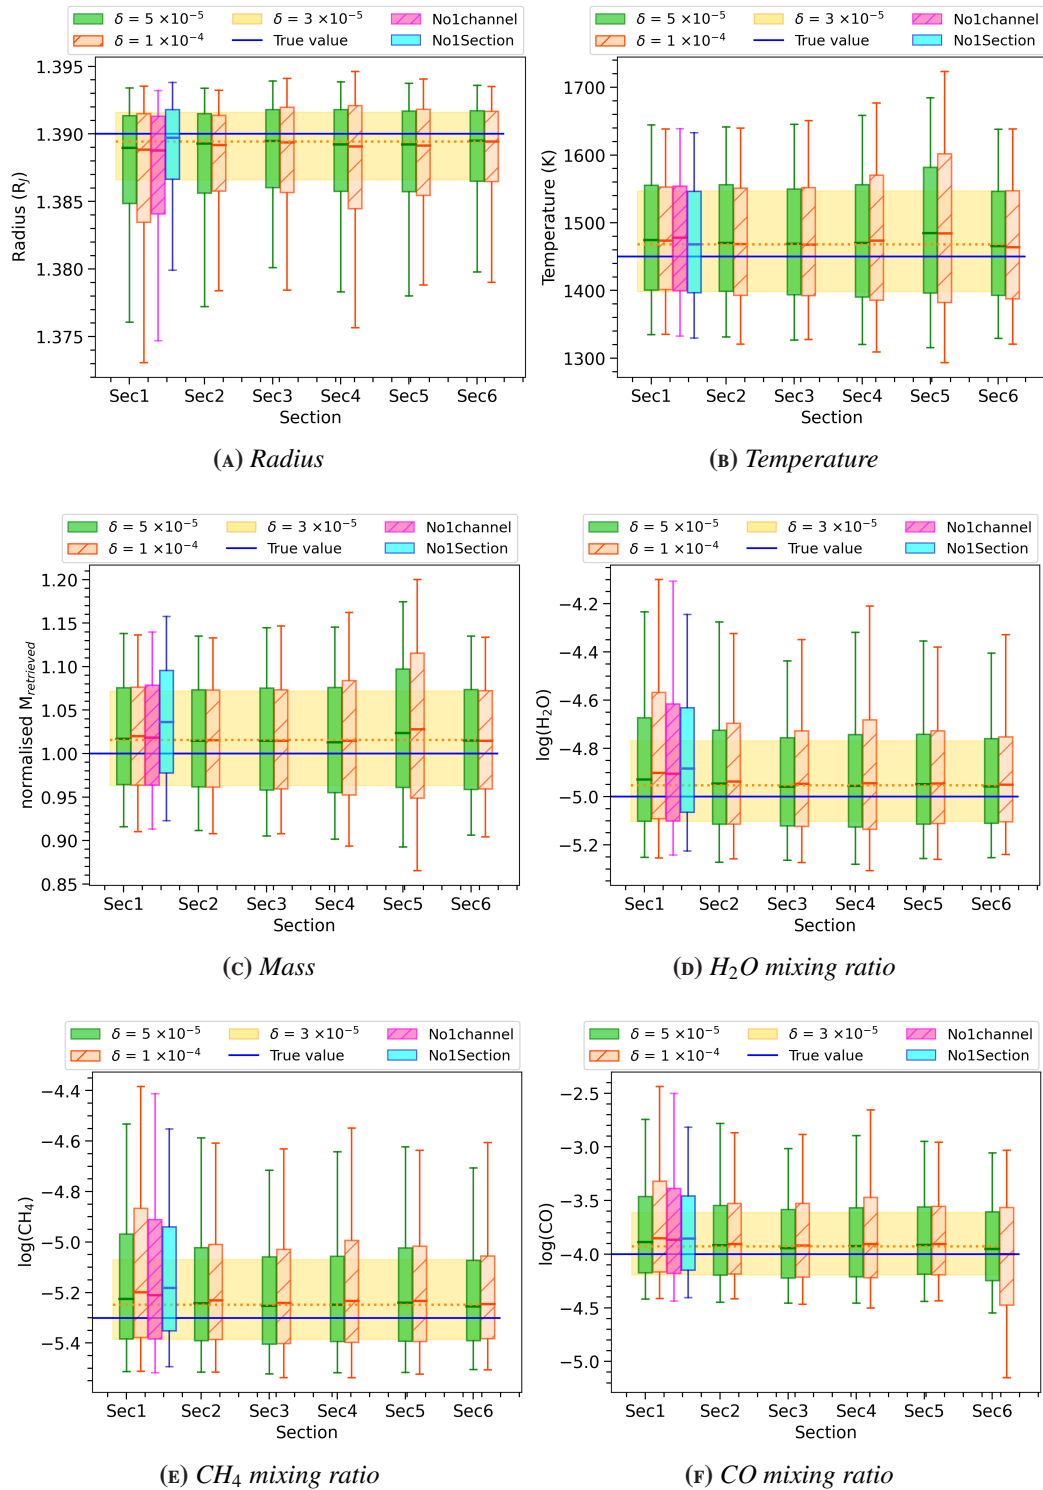 δ = 5 ×10⁻⁵ δ = 3 ×10⁻⁵ No1channel
δ = 1 ×10⁻⁴ True value No1Section
1.395
1.390
1.385
1.380
1.375
Radius (R_J)
Sec1 Sec2 Sec3 Sec4 Sec5 Sec6
Section
(A) Radius
δ = 5 ×10⁻⁵ δ = 3 ×10⁻⁵ No1channel
δ = 1 ×10⁻⁴ True value No1Section
1700
1600
1500
1400
1300
Temperature (K)
Sec1 Sec2 Sec3 Sec4 Sec5 Sec6
Section
(B) Temperature
δ = 5 ×10⁻⁵ δ = 3 ×10⁻⁵ No1channel
δ = 1 ×10⁻⁴ True value No1Section
1.20
1.15
1.10
1.05
1.00
0.95
0.90
0.85
normalised M_retrieved
Sec1 Sec2 Sec3 Sec4 Sec5 Sec6
Section
(C) Mass
δ = 5 ×10⁻⁵ δ = 3 ×10⁻⁵ No1channel
δ = 1 ×10⁻⁴ True value No1Section
−4.2
−4.4
−4.6
−4.8
−5.0
−5.2
log(H₂O)
Sec1 Sec2 Sec3 Sec4 Sec5 Sec6
Section
(D) H₂O mixing ratio
δ = 5 ×10⁻⁵ δ = 3 ×10⁻⁵ No1channel
δ = 1 ×10⁻⁴ True value No1Section
−4.4
−4.6
−4.8
−5.0
−5.2
−5.4
log(CH₄)
Sec1 Sec2 Sec3 Sec4 Sec5 Sec6
Section
(E) CH₄ mixing ratio
δ = 5 ×10⁻⁵ δ = 3 ×10⁻⁵ No1channel
δ = 1 ×10⁻⁴ True value No1Section
−2.5
−3.0
−3.5
−4.0
−4.5
−5.0
log(CO)
Sec1 Sec2 Sec3 Sec4 Sec5 Sec6
Section
(F) CO mixing ratio